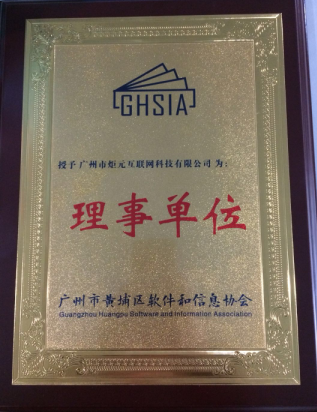 GHSIA
授予 广州市炬元互联网科技有限公司 为:
理事单位
广州市黄埔区软件和信息协会
Guangzhou Huangpu Software and Information Association